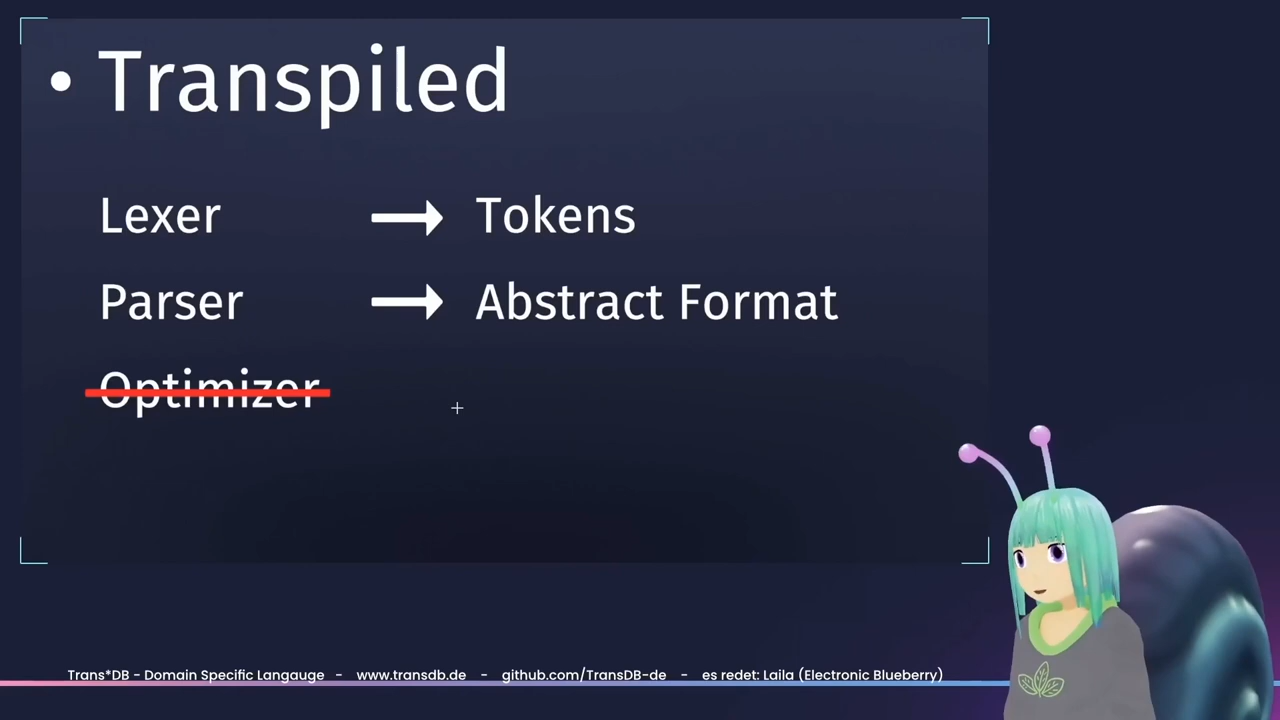 • Transpiled
Lexer → Tokens
Parser → Abstract Format
Optimizer
Trans*DB - Domain Specific Langauge - www.transdb.de - github.com/TransDB-de - es redet: Laila (Electronic Blueberry)